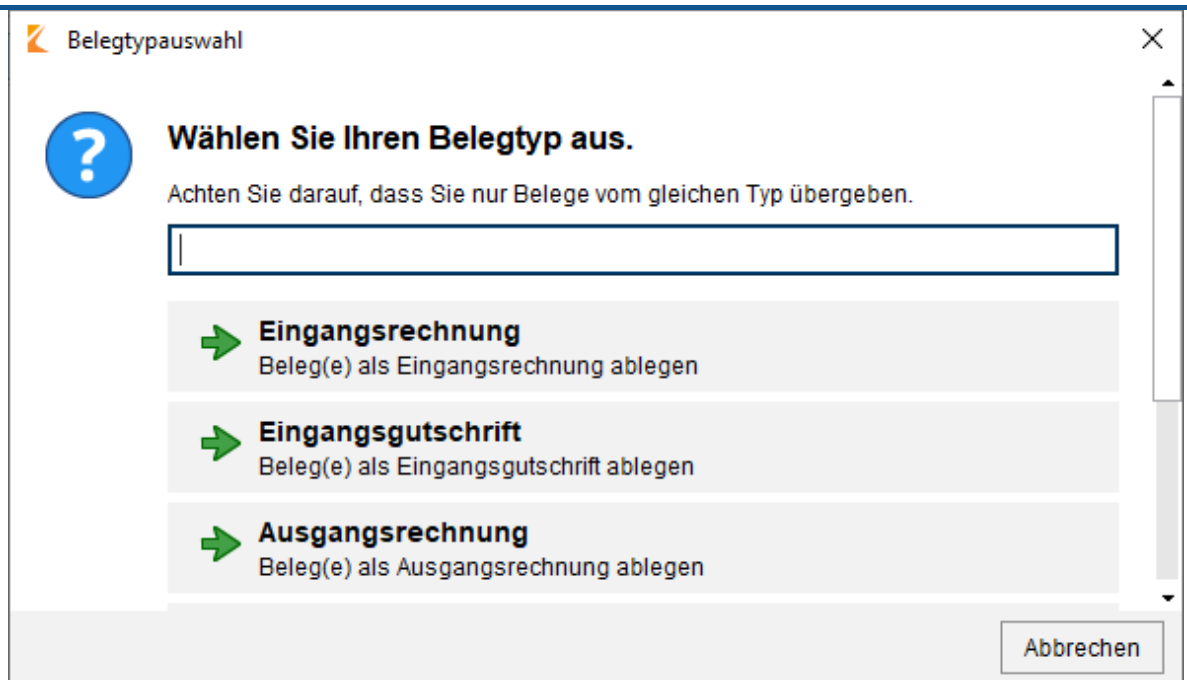 Belegtypauswahl
Wählen Sie Ihren Belegtyp aus.
Achten Sie darauf, dass Sie nur Belege vom gleichen Typ übergeben.
Eingangsrechnung
Beleg(e) als Eingangsrechnung ablegen
Eingangsgutschrift
Beleg(e) als Eingangsgutschrift ablegen
Ausgangsrechnung
Beleg(e) als Ausgangsrechnung ablegen
Abbrechen